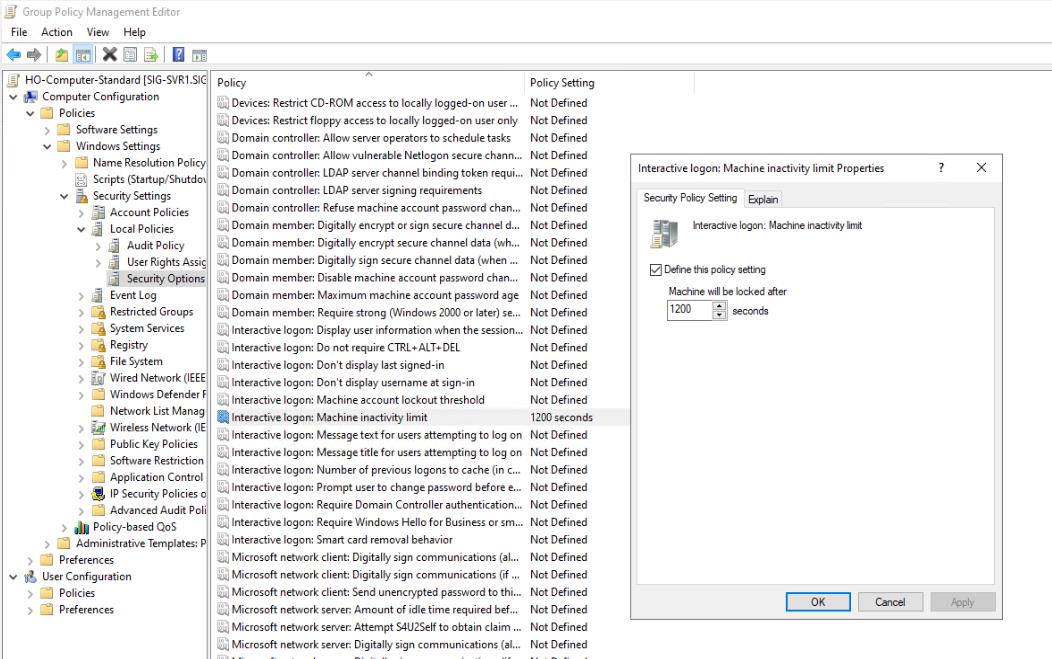 Group Policy Management Editor
File Action View Help
HO-Computer-Standard [SIG-SVR1.SIG
Computer Configuration
Policies
Software Settings
Windows Settings
Name Resolution Policy
Scripts (Startup/Shutdov
Security Settings
Account Policies
Local Policies
Audit Policy
User Rights Assig
Security Options
Event Log
Restricted Groups
System Services
Registry
File System
Wired Network (IEEE
Windows Defender F
Network List Manag
Wireless Network (IE
Public Key Policies
Software Restriction
Application Control
IP Security Policies o
Advanced Audit Poli
Policy-based QoS
Administrative Templates: P
Preferences
User Configuration
Policies
Preferences
Policy Policy Setting
Devices: Restrict CD-ROM access to locally logged-on user ... Not Defined
Devices: Restrict floppy access to locally logged-on user only Not Defined
Domain controller: Allow server operators to schedule tasks Not Defined
Domain controller: Allow vulnerable Netlogon secure chann... Not Defined
Domain controller: LDAP server channel binding token requi... Not Defined
Domain controller: LDAP server signing requirements Not Defined
Domain controller: Refuse machine account password chan... Not Defined
Domain member: Digitally encrypt or sign secure channel d... Not Defined
Domain member: Digitally encrypt secure channel data (wh... Not Defined
Domain member: Digitally sign secure channel data (when ... Not Defined
Domain member: Disable machine account password chan... Not Defined
Domain member: Maximum machine account password age Not Defined
Domain member: Require strong (Windows 2000 or later) se... Not Defined
Interactive logon: Display user information when the session... Not Defined
Interactive logon: Do not require CTRL+ALT+DEL Not Defined
Interactive logon: Don't display last signed-in Not Defined
Interactive logon: Don't display username at sign-in Not Defined
Interactive logon: Machine account lockout threshold Not Defined
Interactive logon: Machine inactivity limit 1200 seconds
Interactive logon: Message text for users attempting to log on Not Defined
Interactive logon: Message title for users attempting to log on Not Defined
Interactive logon: Number of previous logons to cache (in c... Not Defined
Interactive logon: Prompt user to change password before e... Not Defined
Interactive logon: Require Domain Controller authentication... Not Defined
Interactive logon: Require Windows Hello for Business or sm... Not Defined
Interactive logon: Smart card removal behavior Not Defined
Microsoft network client: Digitally sign communications (al... Not Defined
Microsoft network client: Digitally sign communications (if ... Not Defined
Microsoft network client: Send unencrypted password to thi... Not Defined
Microsoft network server: Amount of idle time required bef... Not Defined
Microsoft network server: Attempt S4U2Self to obtain claim ... Not Defined
Microsoft network server: Digitally sign communications (al... Not Defined
Interactive logon: Machine inactivity limit Properties ?
Security Policy Setting Explain
Interactive logon: Machine inactivity limit
Define this policy setting
Machine will be locked after
1200 seconds
OK Cancel Apply